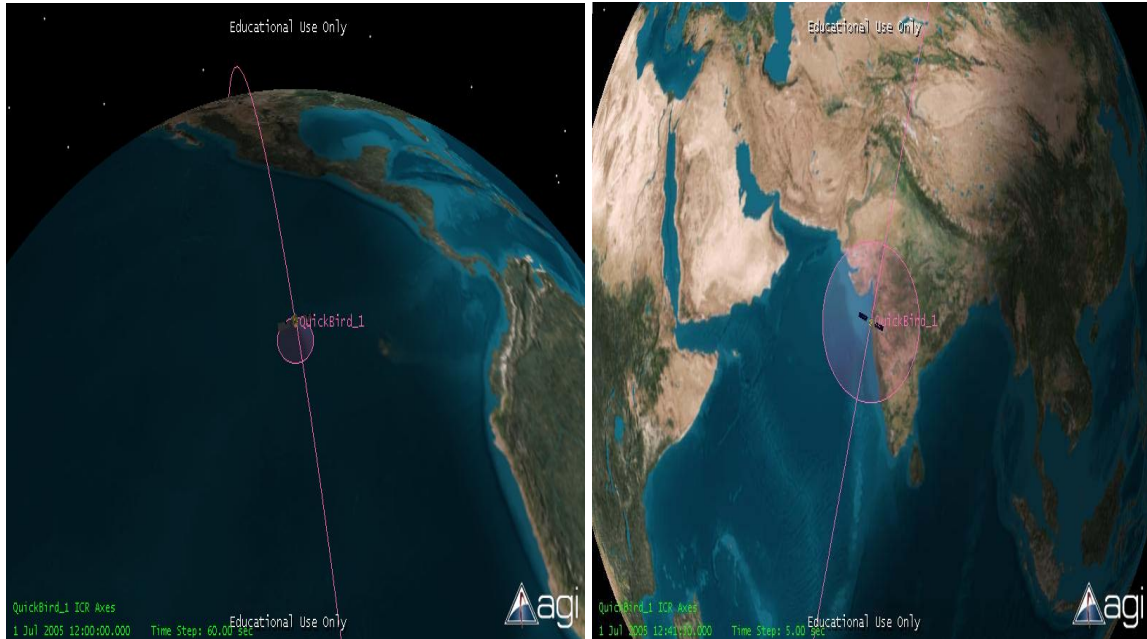 Educational Use Only
QuickBird_1
QuickBird_1 ICR Axes
1 Jul 2005 12:00:00.000 Time Step: 60.00 sec
Educational Use Only
agi
Educational Use Only
QuickBird_1
QuickBird_1 ICR Axes
Time Step: 5.00 sec
Educational Use Only
agi